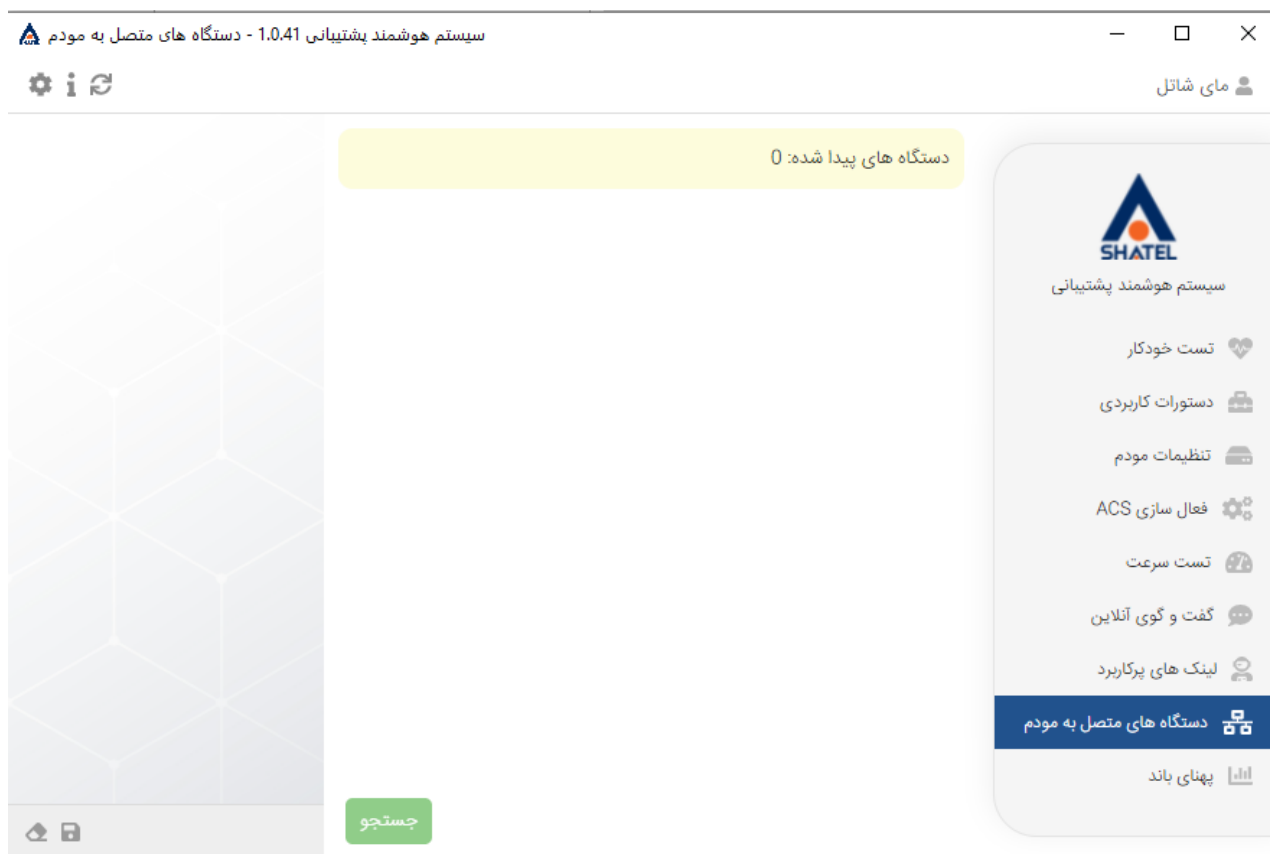 سیستم هوشمند پشتیبانی 1.0.41 - دستگاه های متصل به مودم
مای شاتل
دستگاه های پیدا شده: 0
SHATEL
سیستم هوشمند پشتیبانی
تست خودکار
دستورات کاربردی
تنظیمات مودم
فعال سازی ACS
تست سرعت
گفت و گوی آنلاین
لینک های پرکاربرد
دستگاه های متصل به مودم
پهنای باند
جستجو